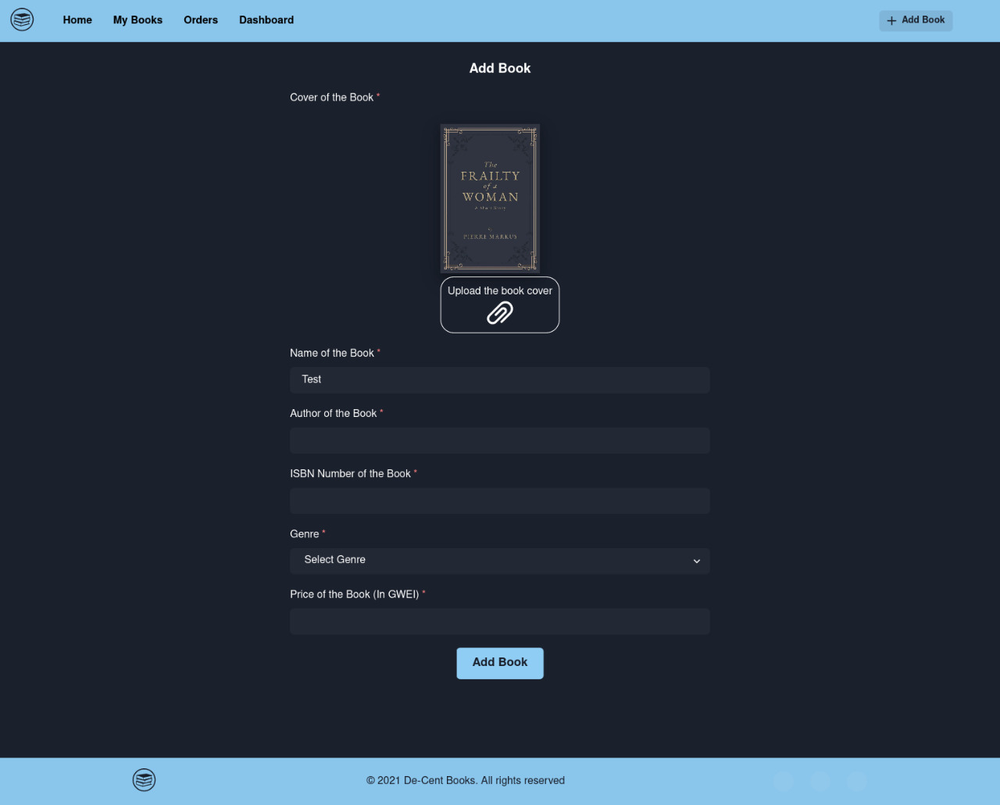 Home My Books Orders Dashboard
Add Book
Add Book
Cover of the Book *
The
FRAILTY
of a
WOMAN
A Short Story
by
PIERRE MARKUS
Upload the book cover
Name of the Book *
Test
Author of the Book *
ISBN Number of the Book *
Genre *
Select Genre
Price of the Book (In GWEI) *
Add Book
© 2021 De-Cent Books. All rights reserved